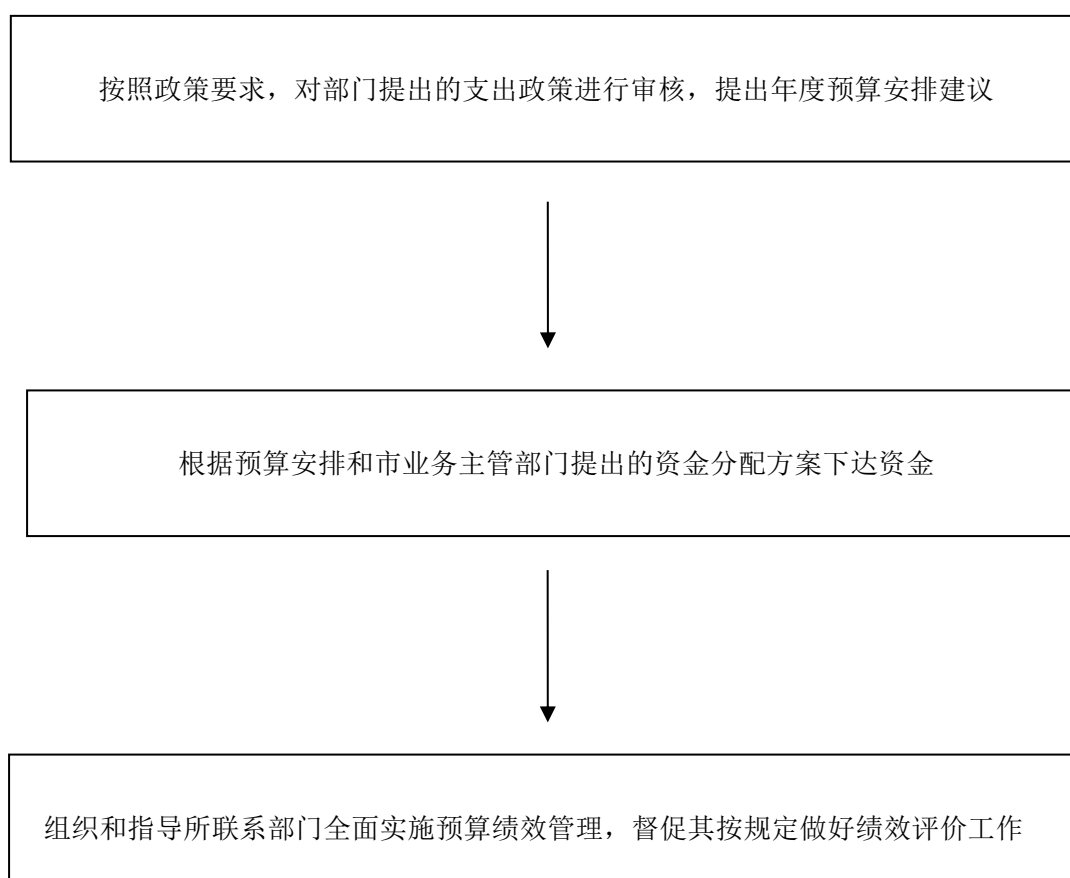 按照政策要求，对部门提出的支出政策进行审核，提出年度预算安排建议
根据预算安排和市业务主管部门提出的资金分配方案下达资金
组织和指导所联系部门全面实施预算绩效管理，督促其按规定做好绩效评价工作